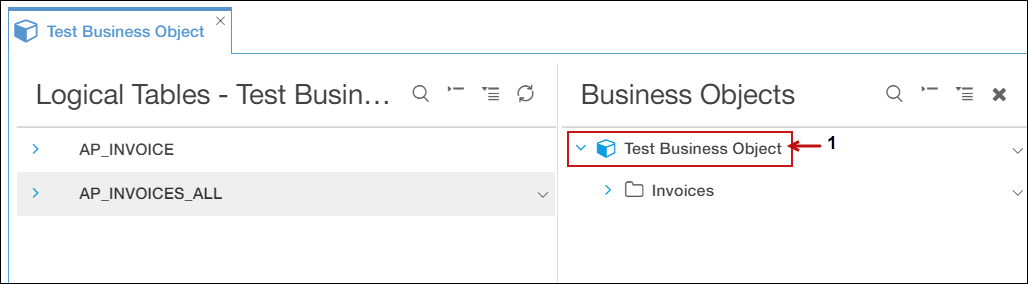 Test Business Object
Logical Tables - Test Busin...
Business Objects
AP_INVOICE
AP_INVOICES_ALL
Test Business Object
1
Invoices